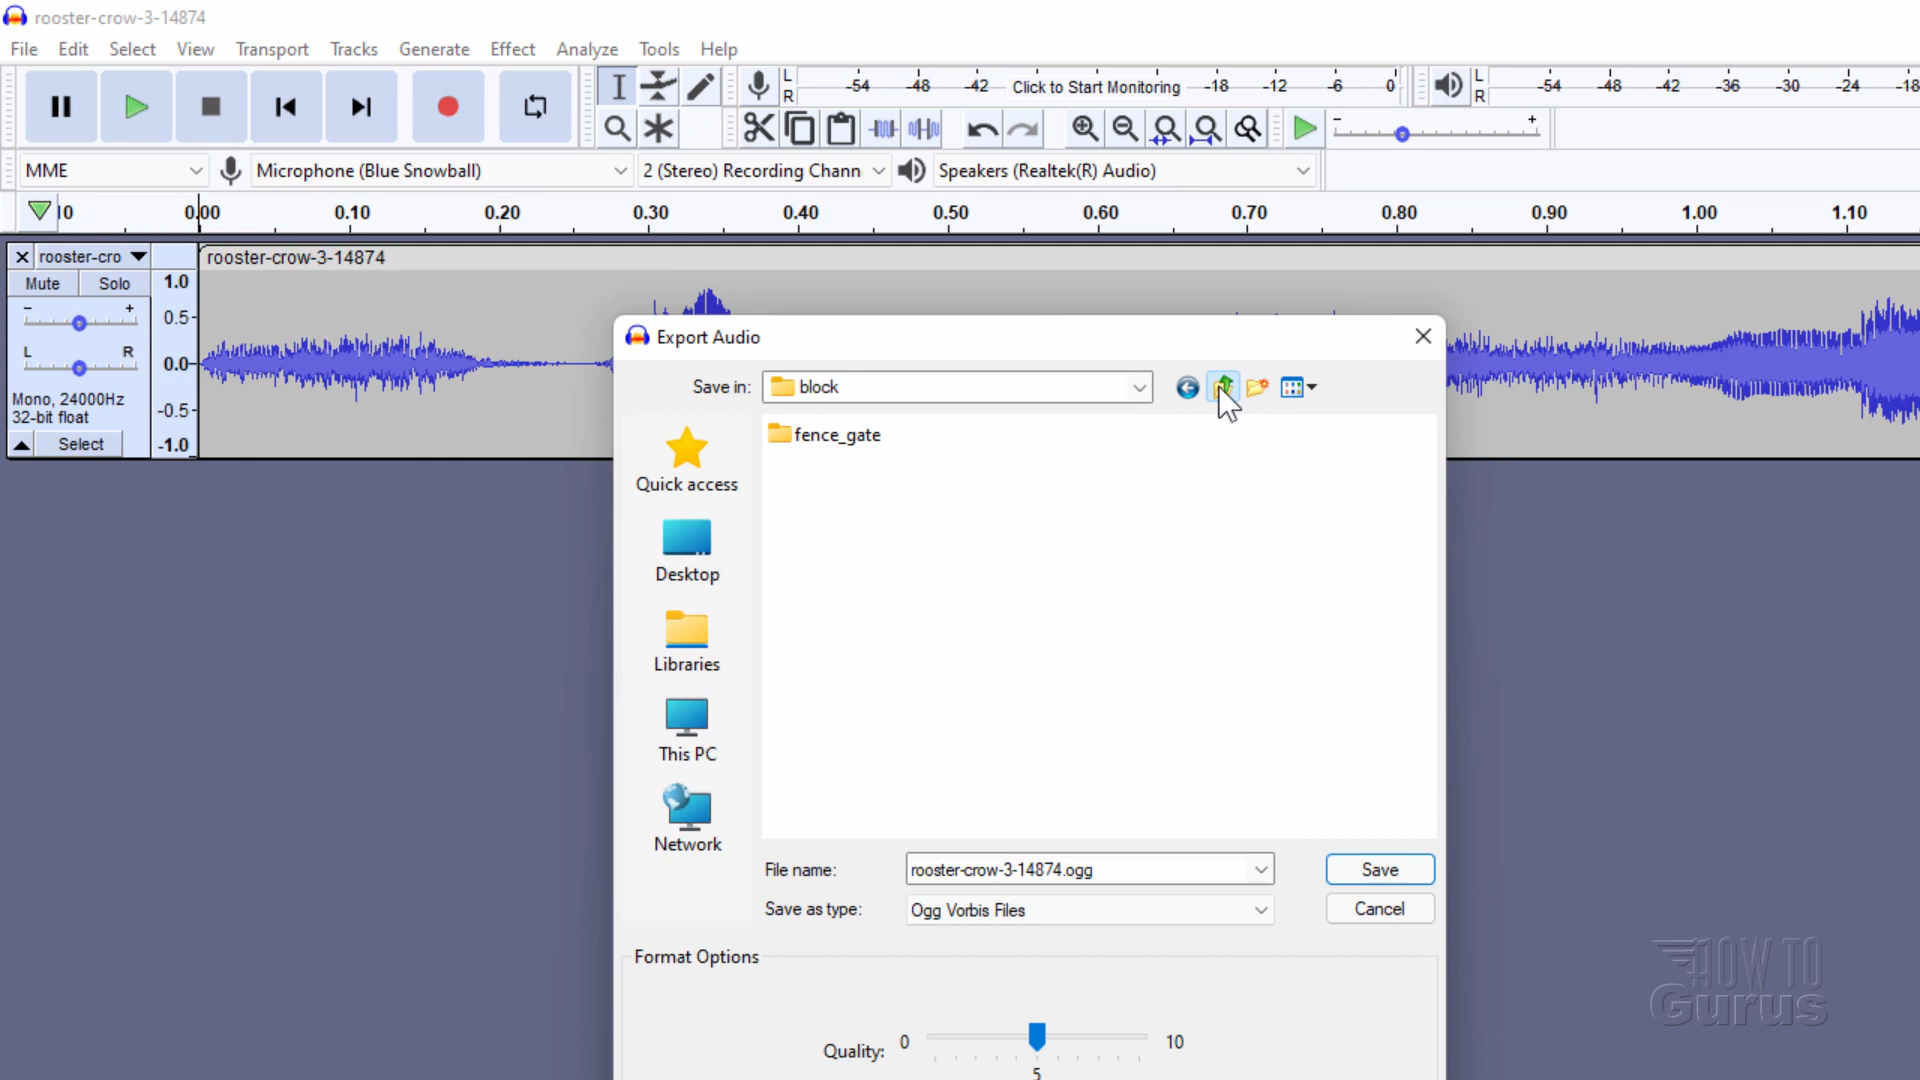 rooster-crow-3-14874
File Edit Select View Transport Tracks Generate Effect Analyze Tools Help
L R -54 -48 -42 Click to Start Monitoring -18 -12 -6 0
L R -54 -48 -42 -36 -30 -24 -18
- +
MME Microphone (Blue Snowball) 2 (Stereo) Recording Chann Speakers (Realtek(R) Audio)
10 0.00 0.10 0.20 0.30 0.40 0.50 0.60 0.70 0.80 0.90 1.00 1.10
rooster-cro rooster-crow-3-14874
Mute Solo
- +
L R
Mono, 24000Hz
32-bit float
Select
1.0
0.5-
0.0-
-0.5-
-1.0
Export Audio
Save in: block
fence_gate
Quick access
Desktop
Libraries
This PC
Network
File name: rooster-crow-3-14874.ogg Save
Save as type: Ogg Vorbis Files Cancel
Format Options
Quality: 0 10
5
HOW TO
Gurus